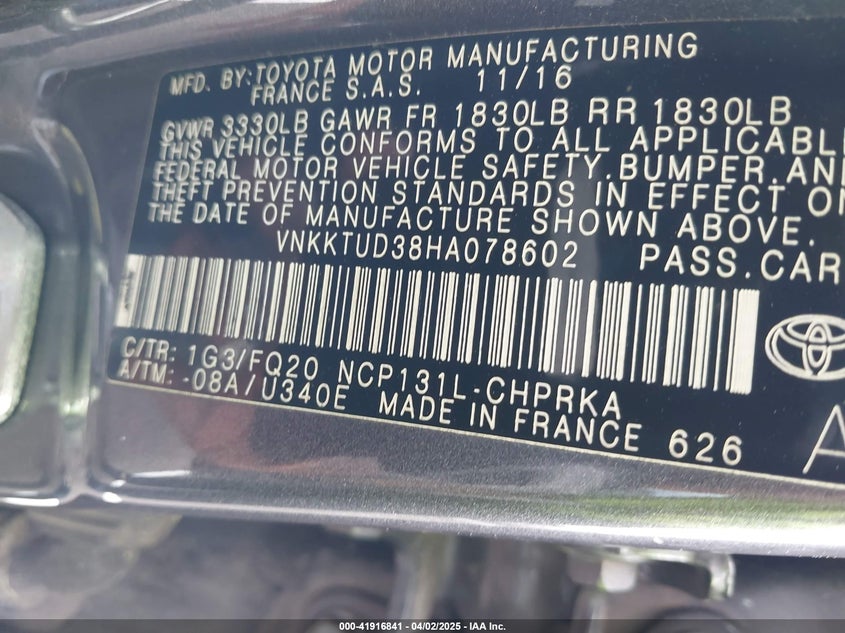 MFD. BY:TOYOTA MOTOR MANUFACTURING
FRANCE S.A.S. 11/16
GVWR 3330LB GAWR FR 1830LB RR 1830LB
THIS VEHICLE CONFORMS TO ALL APPLICABLE
FEDERAL MOTOR VEHICLE SAFETY.BUMPER.AND
THEFT PREVENTION STANDARDS IN EFFECT ON
THE DATE OF MANUFACTURE SHOWN ABOVE.
VNKKTUD38HA078602 PASS.CAR
C/TR: 1G3/FQ20 NCP131L-CHPRKA
A/TM: -08A/U340E MADE IN FRANCE 626
000-41916841 - 04/02/2025 - IAA Inc.